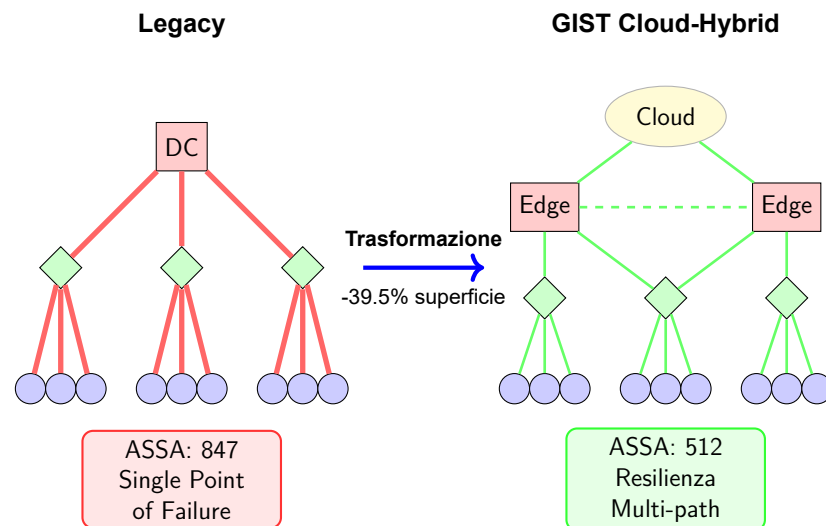 Legacy
GIST Cloud-Hybrid
DC
Cloud
Edge
Edge
Trasformazione
-39.5% superficie
ASSA: 847
Single Point
of Failure
ASSA: 512
Resilienza
Multi-path